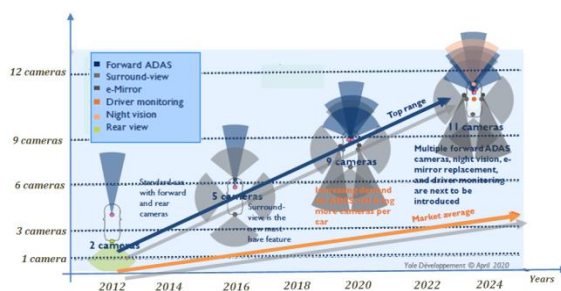 Forward ADAS
Surround-view
e-Mirror
Driver monitoring
Night vision
Rear view
12 cameras
9 cameras
6 cameras
3 cameras
1 camera
2 cameras
Standard
with forward
and rear
cameras
5 cameras
Surround-
view is the
new must-
have feature
9 cameras
more cameras per
car
Top range
11 cameras
Multiple forward ADAS
cameras, night vision, e-
mirror replacement,
and driver monitoring
are next to be
introduced
Market average
Yole Développement © April 2020
2012
2014
2016
2018
2020
2022
2024
Years